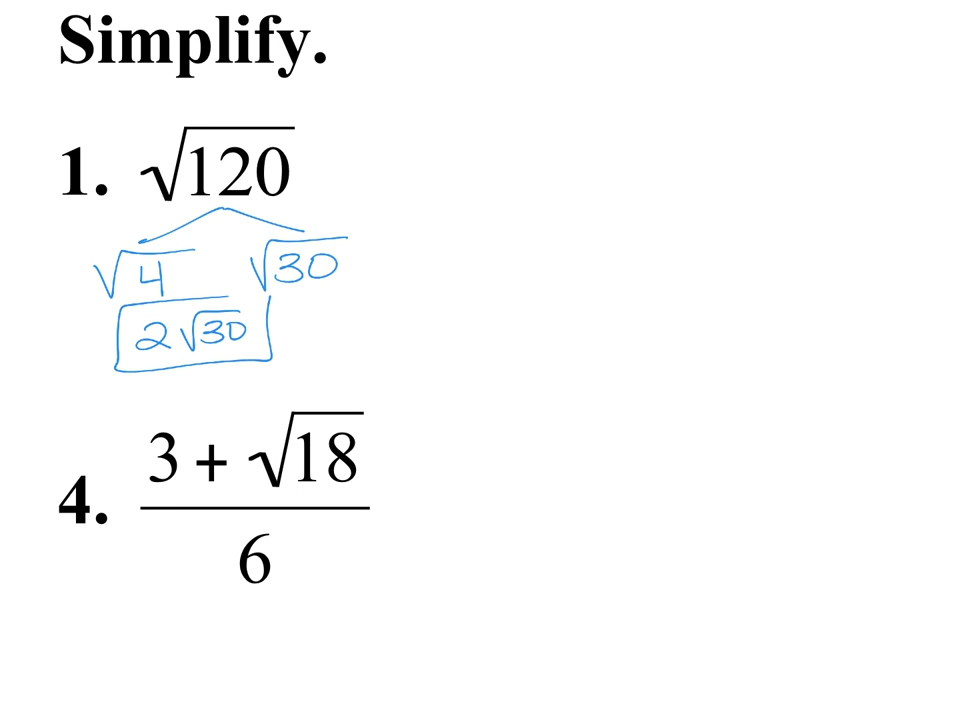 Simplify.
1. √120
√4 √30
2√30
4. (3 + √18)/6